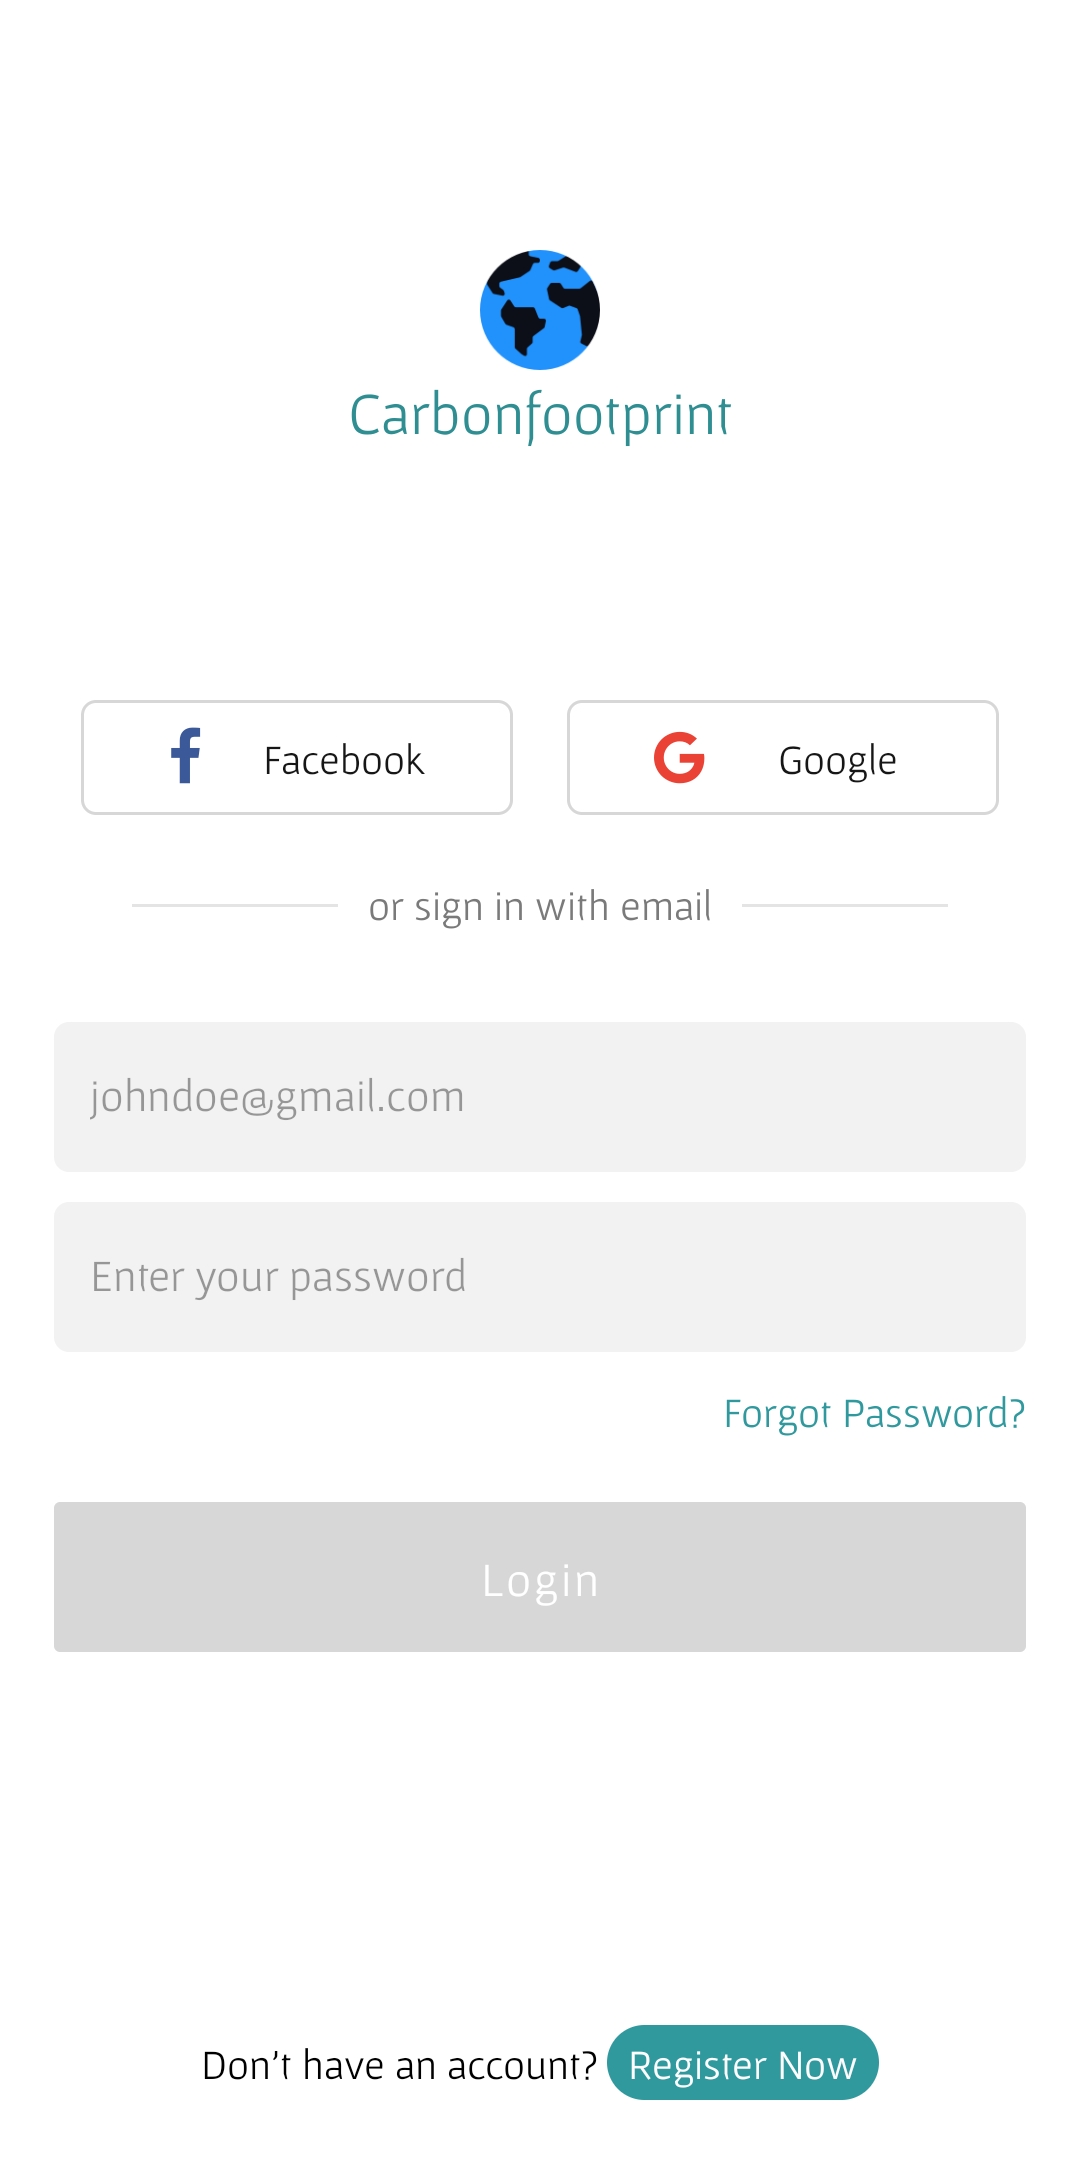 Carbonfootprint
Facebook
Google
or sign in with email
johndoe@gmail.com
Enter your password
Forgot Password?
Login
Don’t have an account? Register Now